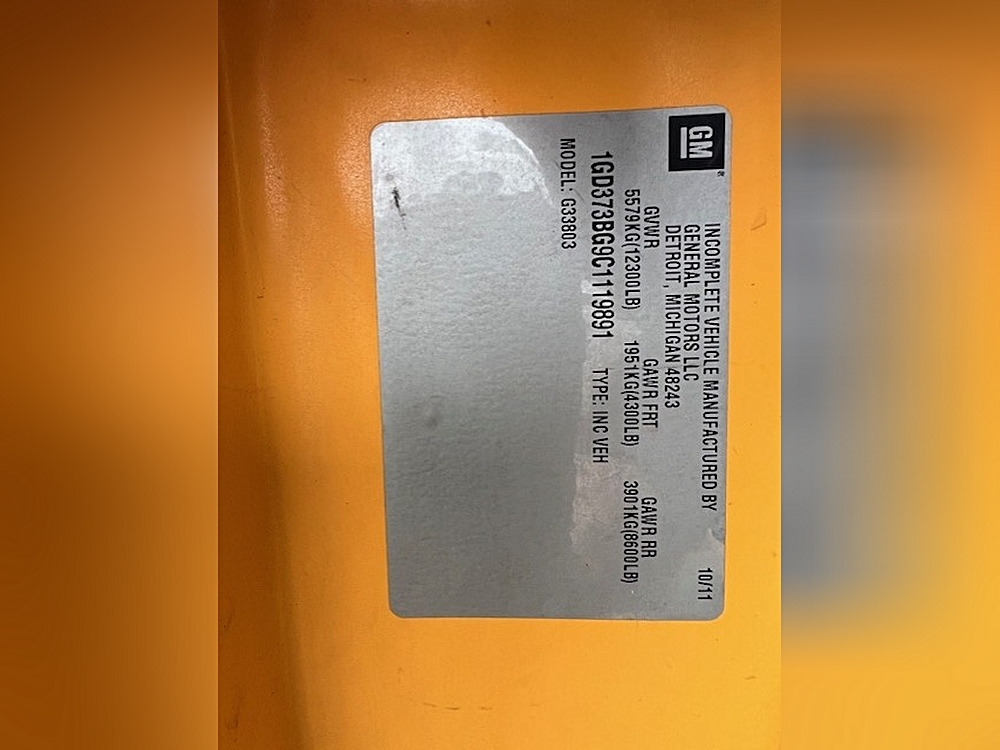 GM
INCOMPLETE VEHICLE MANUFACTURED BY 10/11
GENERAL MOTORS LLC
DETROIT, MICHIGAN 48243
GVWR GAWR FRT GAWR RR
5579KG(12300LB) 1951KG(4300LB) 3901KG(8600LB)
1GD373BG9C1119891 TYPE: INC VEH
MODEL: G33803